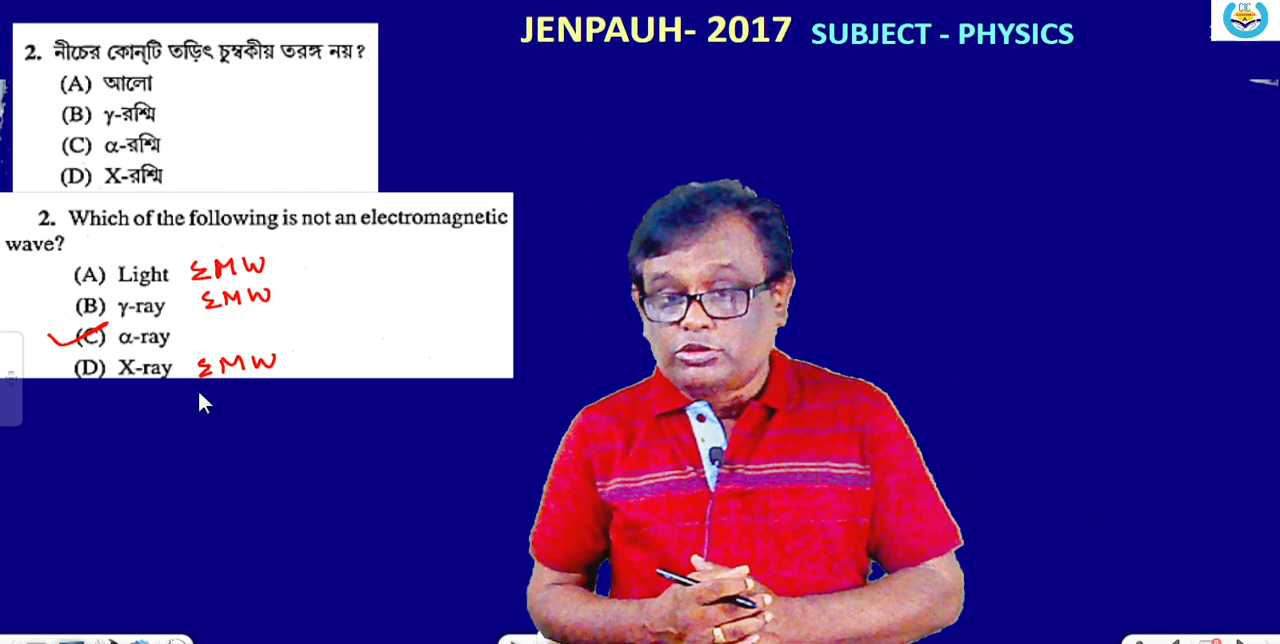 JENPAUH- 2017 SUBJECT - PHYSICS
CIC
2. নীচের কোন্‌টি তড়িৎ চুম্বকীয় তরঙ্গ নয়?
(A) আলো
(B) γ-রশ্মি
(C) α-রশ্মি
(D) X-রশ্মি
2. Which of the following is not an electromagnetic
wave?
(A) Light EMW
(B) γ-ray EMW
(C) α-ray
(D) X-ray EMW